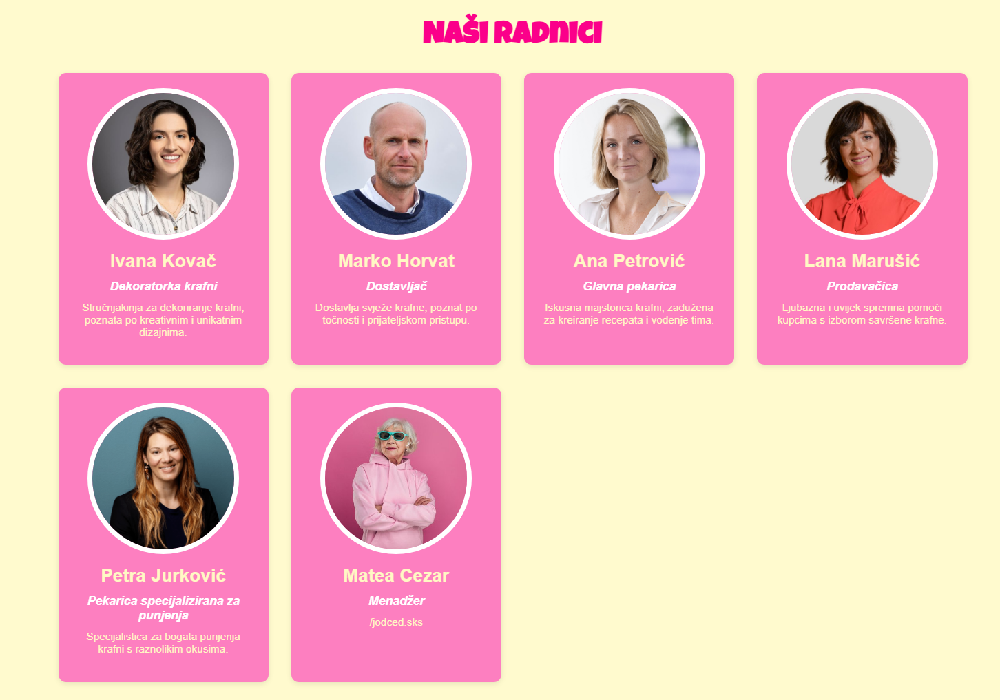 Naši radnici
Ivana Kovač
Dekoratorka krafni
Stručnjakinja za dekoriranje krafni,
poznata po kreativnim i unikatnim
dizajnima.
Marko Horvat
Dostavljač
Dostavlja svježe krafne, poznat po
točnosti i prijateljskom pristupu.
Ana Petrović
Glavna pekarica
Iskusna majstorica krafni, zadužena
za kreiranje recepata i vođenje tima.
Lana Marušić
Prodavačica
Ljubazna i uvijek spremna pomoći
kupcima s izborom savršene krafne.
Petra Jurković
Pekarica specijalizirana za
punjenja
Specijalistica za bogata punjenja
krafni s raznolikim okusima.
Matea Cezar
Menadžer
/jodced.sks